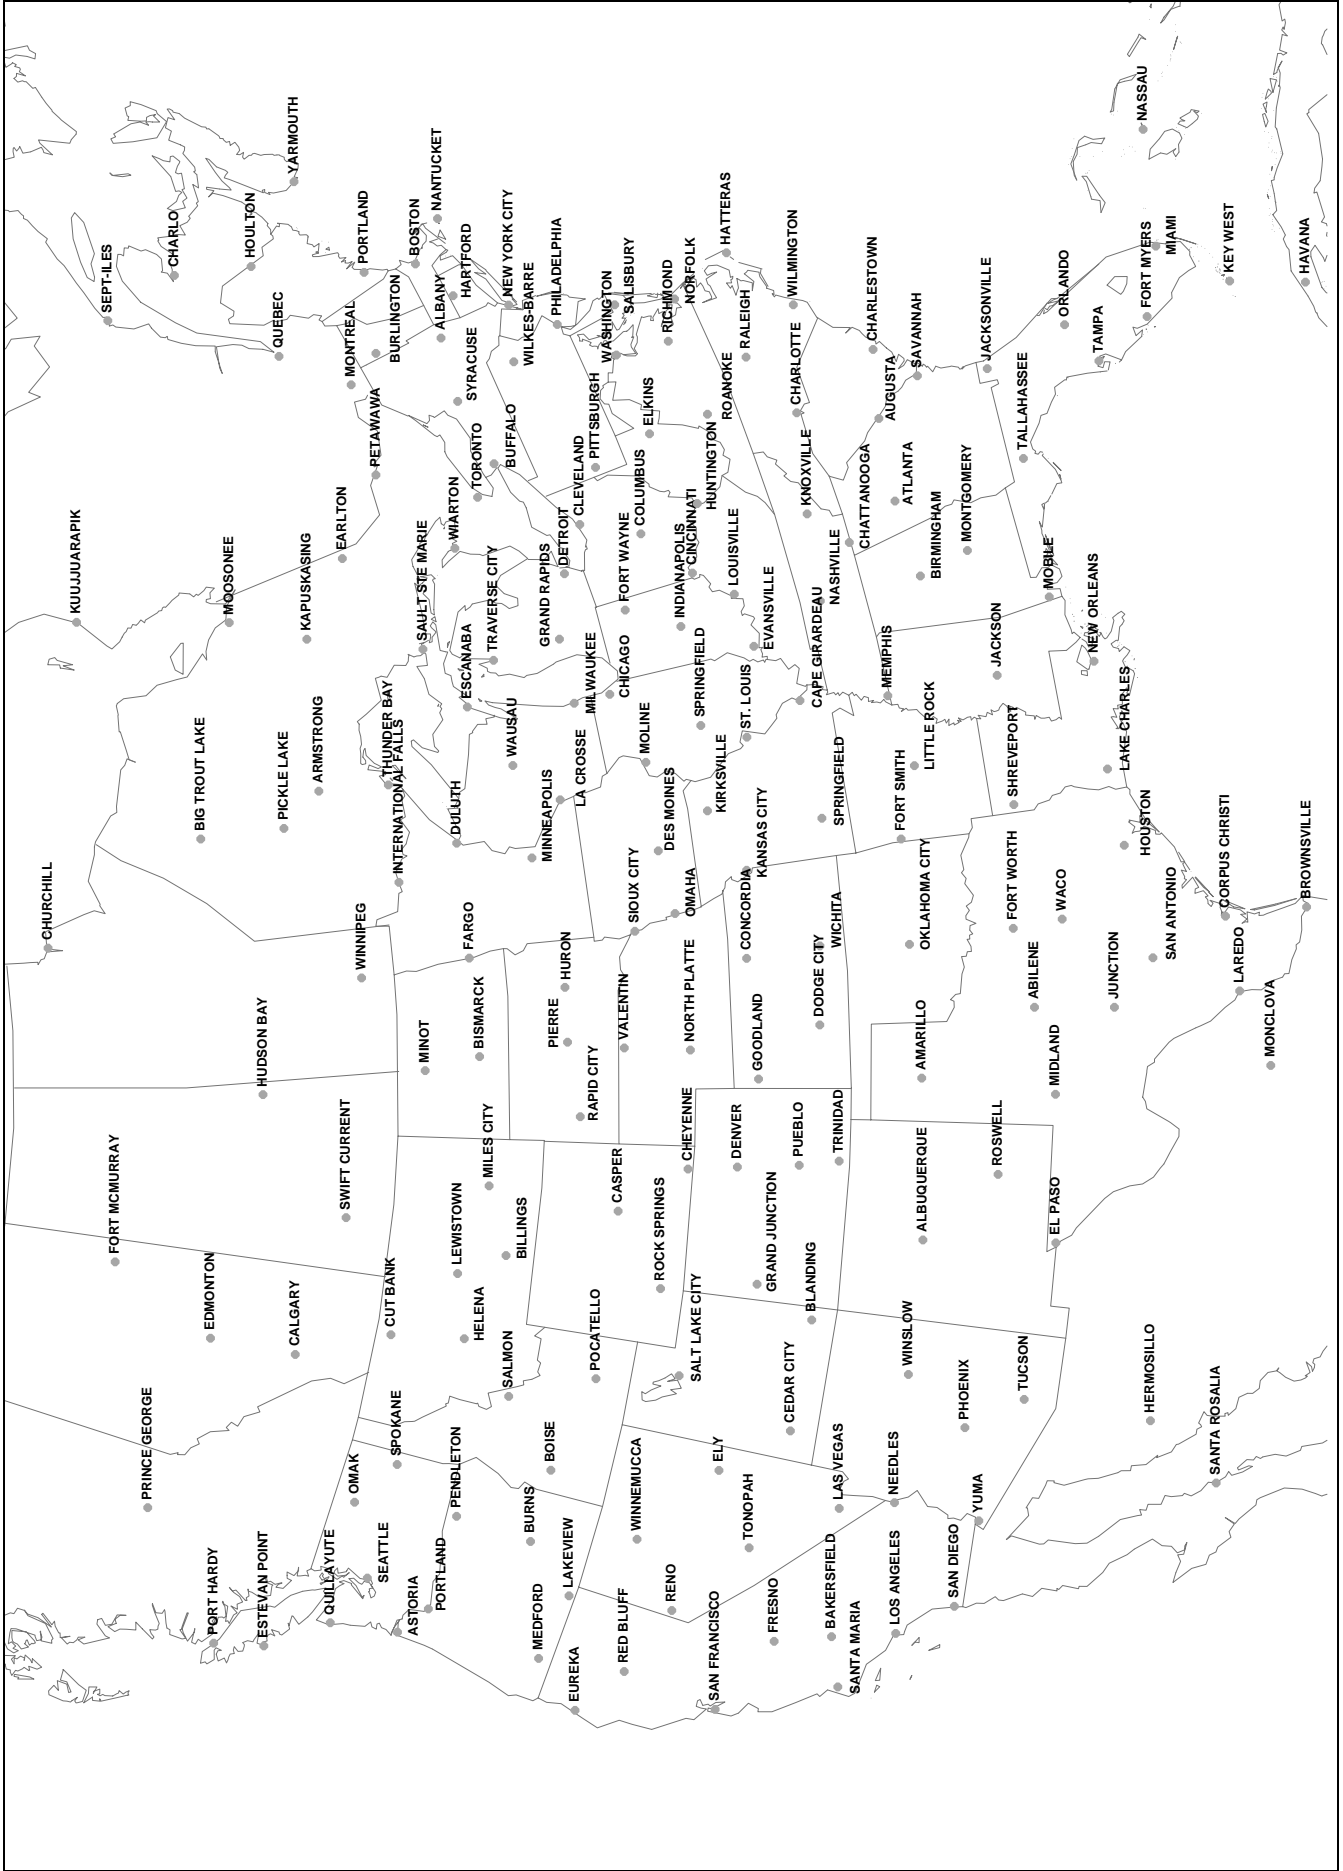 CHURCHILL
KUUJUARAPIK
SEPT-ILES
FORT MCMURRAY
PRINCE GEORGE
CHARLO
BIG TROUT LAKE
EDMONTON
PORT HARDY
MOOSONEE
HOULTON
HUDSON BAY
ESTEVAN POINT
QUEBEC
YARMOUTH
PICKLE LAKE
CALGARY
KAPUSKASING
ARMSTRONG
QUILLAYUTE
EARLTON
MONTREAL
SWIFT CURRENT
OMAK
PORTLAND
WINNIPEG
PETAWAWA
BURLINGTON
SEATTLE
THUNDER BAY
CUT BANK
INTERNATIONAL FALLS
SPOKANE
ASTORIA
BOSTON
SAULT STE MARIE
MINOT
NANTUCKET
ALBANY
PORTLAND
WIARTON
DULUTH
LEWISTOWN
PENDLETON
HARTFORD
SYRACUSE
ESCANABA
FARGO
HELENA
TORONTO
BISMARCK
MILES CITY
TRAVERSE CITY
NEW YORK CITY
BUFFALO
WAUSAU
SALMON
BILLINGS
WILKES-BARRE
BURNS
MEDFORD
MINNEAPOLIS
GRAND RAPIDS
BOISE
PIERRE
PHILADELPHIA
DETROIT
HURON
LAKEVIEW
EUREKA
CLEVELAND
LA CROSSE
MILWAUKEE
RAPID CITY
PITTSBURGH
POCATELLO
WASHINGTON
SALISBURY
FORT WAYNE
CHICAGO
VALENTIN
CASPER
RED BLUFF
SIOUX CITY
WINNEMUCCA
COLUMBUS
MOLINE
ELKINS
ROCK SPRINGS
RICHMOND
DES MOINES
RENO
NORFOLK
INDIANAPOLIS
CINCINNATI
OMAHA
NORTH PLATTE
CHEYENNE
SALT LAKE CITY
SPRINGFIELD
HUNTINGTON
SAN FRANCISCO
ELY
KIRKSVILLE
HATTERAS
ROANOKE
LOUISVILLE
DENVER
RALEIGH
ST. LOUIS
CONCORDIA
TONOPAH
GOODLAND
KANSAS CITY
EVANSVILLE
GRAND JUNCTION
FRESNO
WILMINGTON
CHARLOTTE
PUEBLO
CEDAR CITY
KNOXVILLE
BLANDING
CAPE GIRARDEAU
DODGE CITY
NASHVILLE
WICHITA
BAKERSFIELD
SPRINGFIELD
TRINIDAD
LAS VEGAS
SANTA MARIA
CHATTANOOGA
CHARLESTOWN
MEMPHIS
AUGUSTA
NEEDLES
LOS ANGELES
FORT SMITH
ATLANTA
WINSLOW
SAVANNAH
AMARILLO
ALBUQUERQUE
OKLAHOMA CITY
LITTLE ROCK
BIRMINGHAM
SAN DIEGO
PHOENIX
MONTGOMERY
YUMA
JACKSONVILLE
JACKSON
ROSWELL
SHREVEPORT
FORT WORTH
TALLAHASSEE
TUCSON
ABILENE
MOBILE
MIDLAND
EL PASO
WACO
ORLANDO
NEW ORLEANS
TAMPA
JUNCTION
LAKE CHARLES
NASSAU
HOUSTON
FORT MYERS
HERMOSILLO
MIAMI
SAN ANTONIO
SANTA ROSALIA
CORPUS CHRISTI
KEY WEST
LAREDO
MONCLOVA
HAVANA
BROWNSVILLE